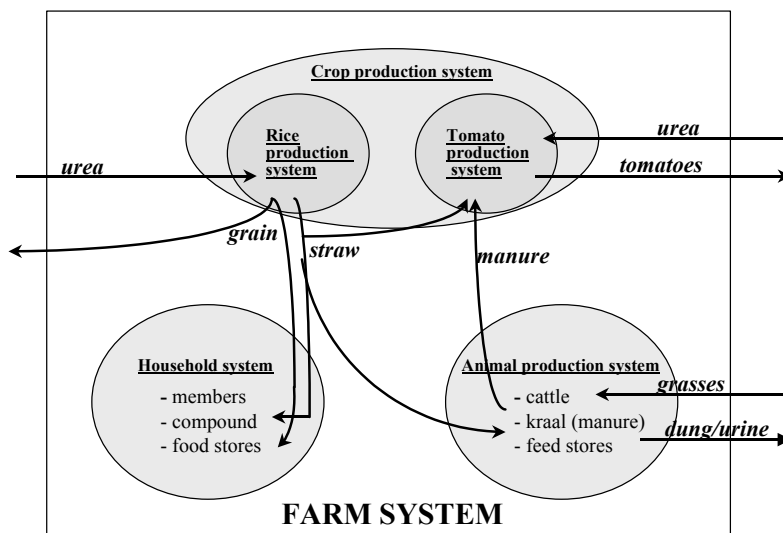 Crop production system
Rice
production
system
Tomato
production
system
urea
urea
tomatoes
grain
straw
manure
Household system
- members
- compound
- food stores
Animal production system
- cattle
- kraal (manure)
- feed stores
grasses
dung/urine
FARM SYSTEM